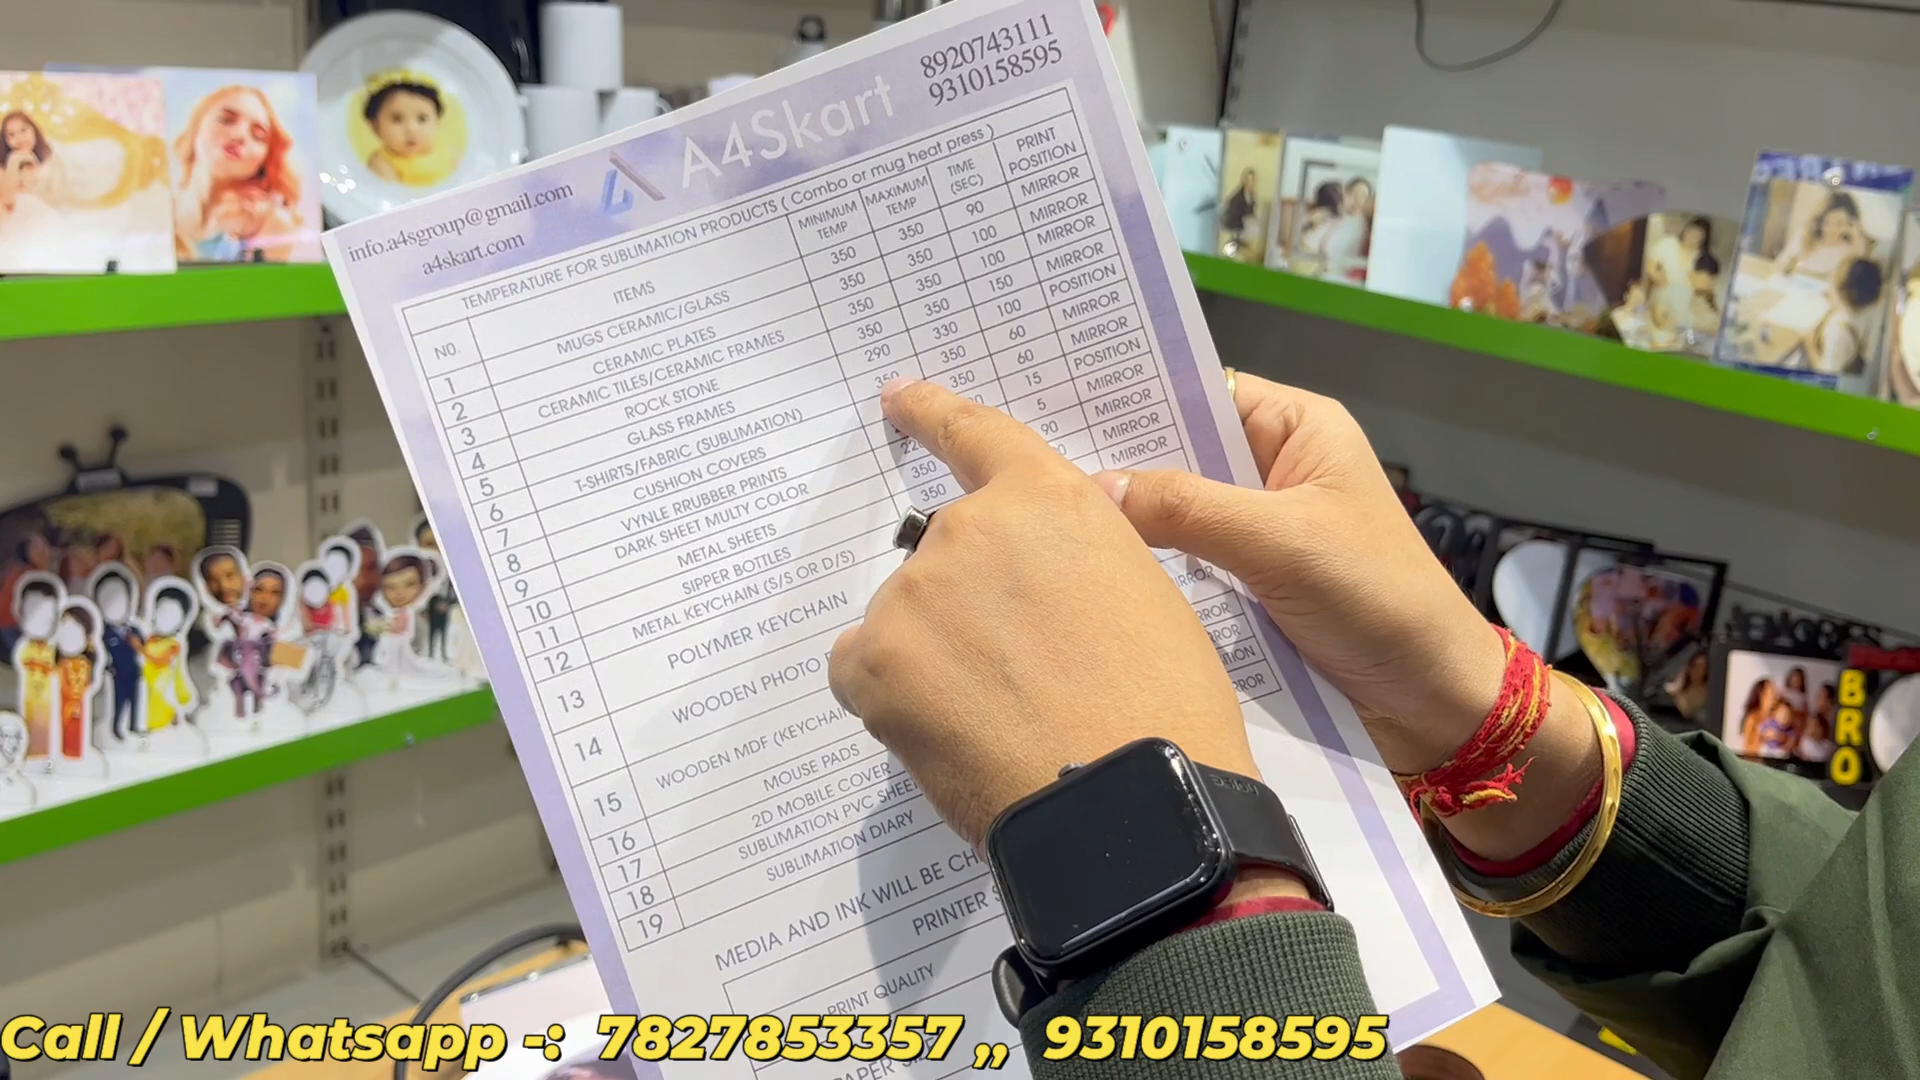 8920743111
9310158595
A4Skart
info.a4sgroup@gmail.com
a4skart.com
TEMPERATURE FOR SUBLIMATION PRODUCTS ( Combo or mug heat press )
NO. ITEMS MINIMUM TEMP MAXIMUM TEMP TIME (SEC) PRINT POSITION
1 MUGS CERAMIC/GLASS 350 350 90 MIRROR
2 CERAMIC PLATES 350 350 100 MIRROR
3 CERAMIC TILES/CERAMIC FRAMES 350 350 100 MIRROR
4 ROCK STONE 350 350 150 MIRROR
5 GLASS FRAMES 290 330 100 POSITION
6 T-SHIRTS/FABRIC (SUBLIMATION) 350 350 60 MIRROR
7 CUSHION COVERS 350 60 MIRROR
8 VYNLE RRUBBER PRINTS 15 POSITION
9 DARK SHEET MULTY COLOR 5 MIRROR
10 METAL SHEETS 350 90 MIRROR
11 SIPPER BOTTLES 350 MIRROR
12 METAL KEYCHAIN (S/S OR D/S) MIRROR
13 POLYMER KEYCHAIN
14 WOODEN PHOTO
15 WOODEN MDF (KEYCHAIN
16 MOUSE PADS
17 2D MOBILE COVER
18 SUBLIMATION PVC SHEET
19 SUBLIMATION DIARY
MEDIA AND INK WILL BE
PRINTER
PRINT QUALITY
BRO
Call / Whatsapp -: 7827853357 ,, 9310158595